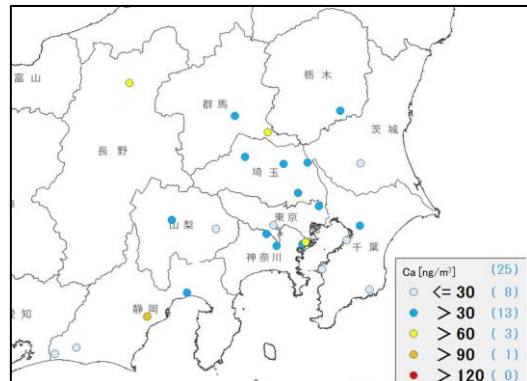 富山
栃木
群馬
茨城
長野
埼玉
東京
山梨
千葉
神奈川
静岡
愛知
Ca [ng/m³] (25)
<= 30 ( 8)
> 30 (13)
> 60 ( 3)
> 90 ( 1)
> 120 ( 0)